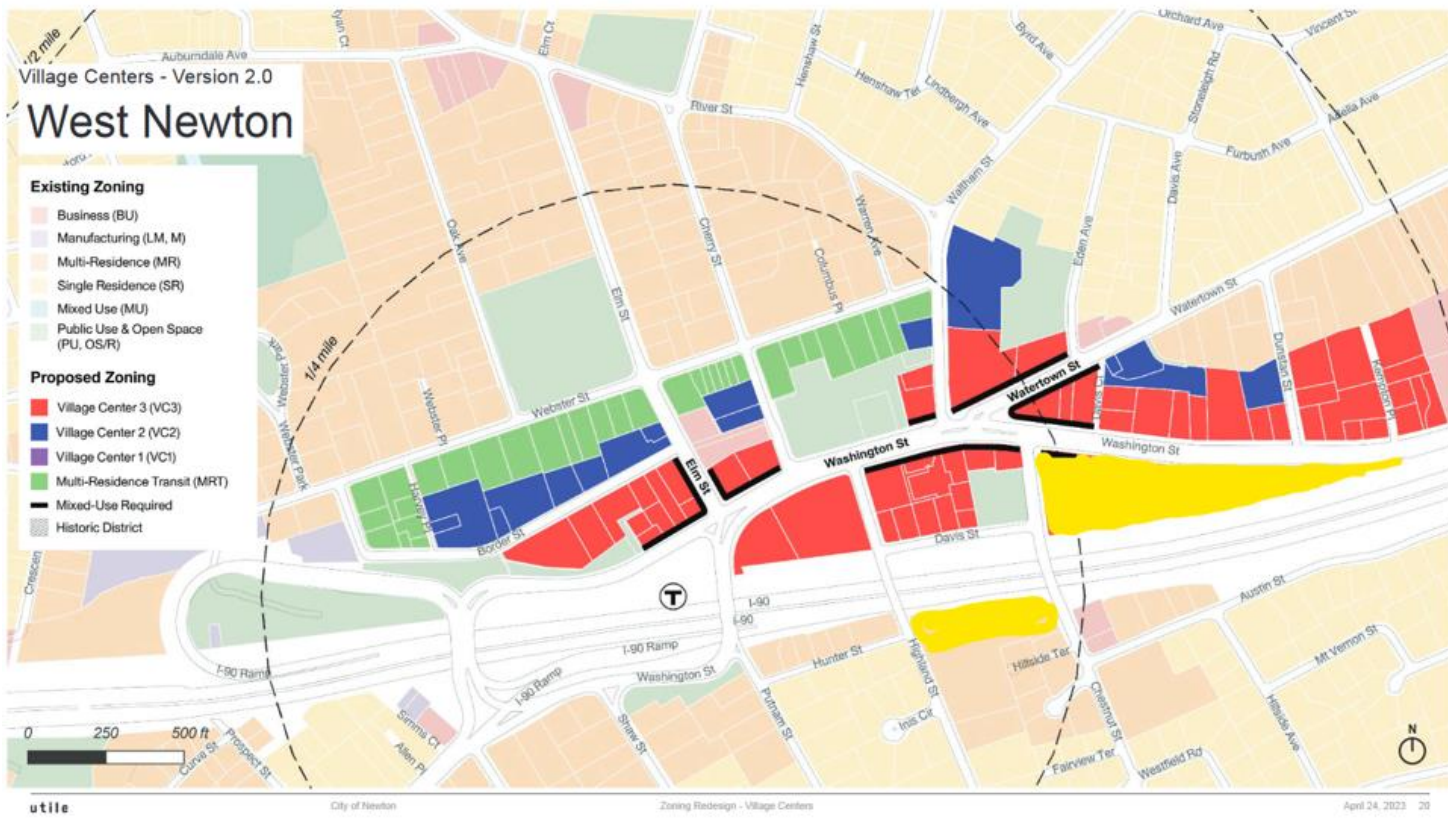 1/2 mile
Auburndale Ave
Ryan Ct
Elm Ct
Henshaw St
Byrd Ave
Orchard Ave
Vincent St
Village Centers - Version 2.0
West Newton
Henshaw Ter
Lindbergh Ave
Stoneleigh Rd
Adella Ave
River St
Furbush Ave
Existing Zoning
Business (BU)
Manufacturing (LM, M)
Multi-Residence (MR)
Single Residence (SR)
Mixed Use (MU)
Public Use & Open Space
(PU, OS/R)
Proposed Zoning
Village Center 3 (VC3)
Village Center 2 (VC2)
Village Center 1 (VC1)
Multi-Residence Transit (MRT)
Mixed-Use Required
Historic District
Waltham St
Davis Ave
Oak Ave
Cherry St
Warren Ave
Eden Ave
Columbus Pl
Elm St
Watertown St
1/4 mile
Webster Park
Webster Park
Webster St
Webster Pl
Dunstan St
Kempton Pl
Watertown St
Davis Ct
Washington St
Washington St
Elm St
Harvey Pl
Border St
Davis St
I-90
I-90
I-90 Ramp
I-90 Ramp
I-90 Ramp
T
Austin St
Hunter St
Highland St
Hillside Ter
Mt Vernon St
Washington St
Putnam St
Chestnut St
Hillside Ave
Inis Cir
Shaw St
Simms Ct
Allen Pl
Prospect St
Curve St
Fairview Ter
Westfield Rd
0 250 500 ft
N
utile City of Newton Zoning Redesign - Village Centers April 24, 2023 20